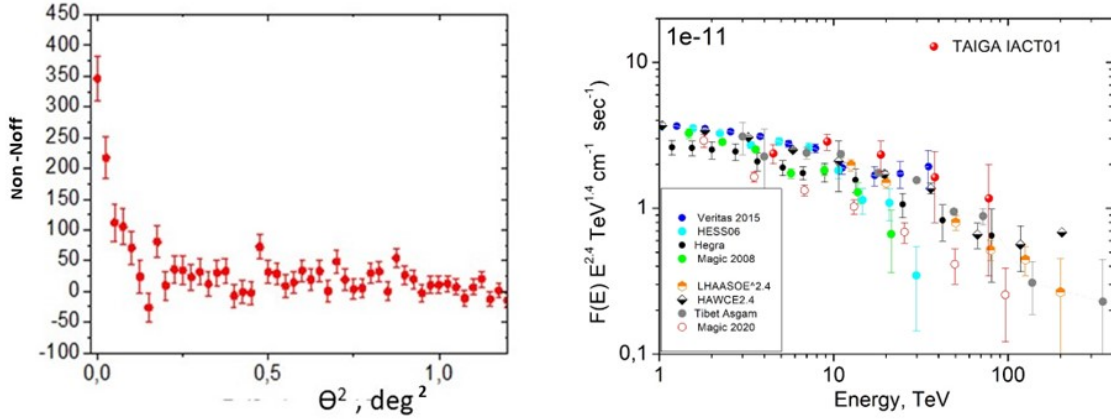 450
400
350
300
250
200
150
100
50
0
-50
-100
Non -Noff
0,0
0,5
1,0
Θ², deg²
1e-11
TAIGA IACT01
F(E) E^2.4 TeV^1.4 cm^-1 sec^-1)
1
0,1
Veritas 2015
HESS06
Hegra
Magic 2008
LHAASOE^2.4
HAWCE2.4
Tibet Asgam
Magic 2020
1
10
100
Energy, TeV